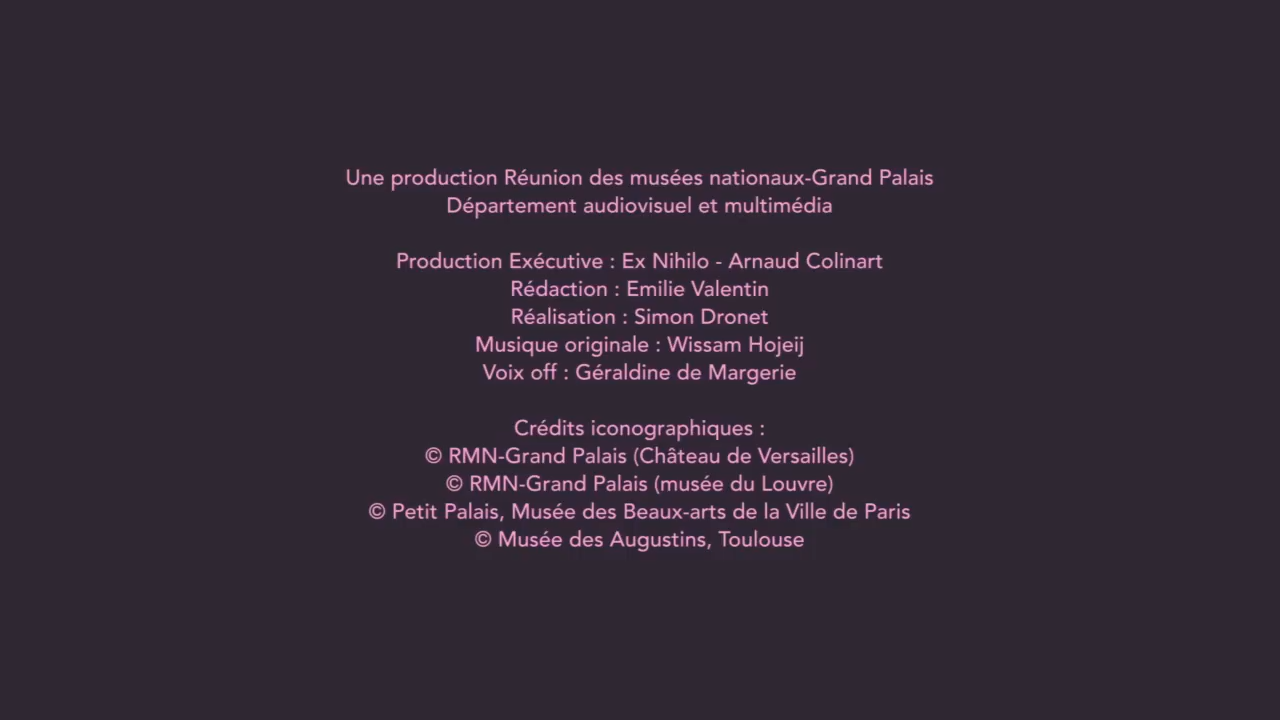 Une production Réunion des musées nationaux-Grand Palais
Département audiovisuel et multimédia
Production Exécutive : Ex Nihilo - Arnaud Colinart
Rédaction : Emilie Valentin
Réalisation : Simon Dronet
Musique originale : Wissam Hojeij
Voix off : Géraldine de Margerie
Crédits iconographiques :
© RMN-Grand Palais (Château de Versailles)
© RMN-Grand Palais (musée du Louvre)
© Petit Palais, Musée des Beaux-arts de la Ville de Paris
© Musée des Augustins, Toulouse